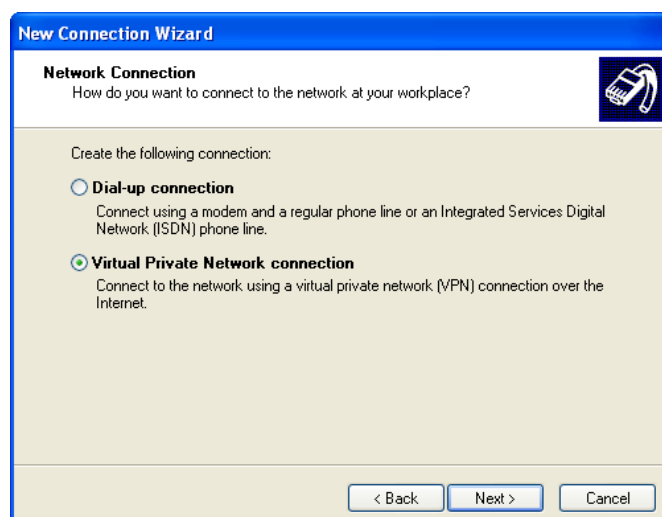 New Connection Wizard
Network Connection
How do you want to connect to the network at your workplace?
Create the following connection:
Dial-up connection
Connect using a modem and a regular phone line or an Integrated Services Digital
Network (ISDN) phone line.
Virtual Private Network connection
Connect to the network using a virtual private network (VPN) connection over the
Internet.
< Back Next > Cancel